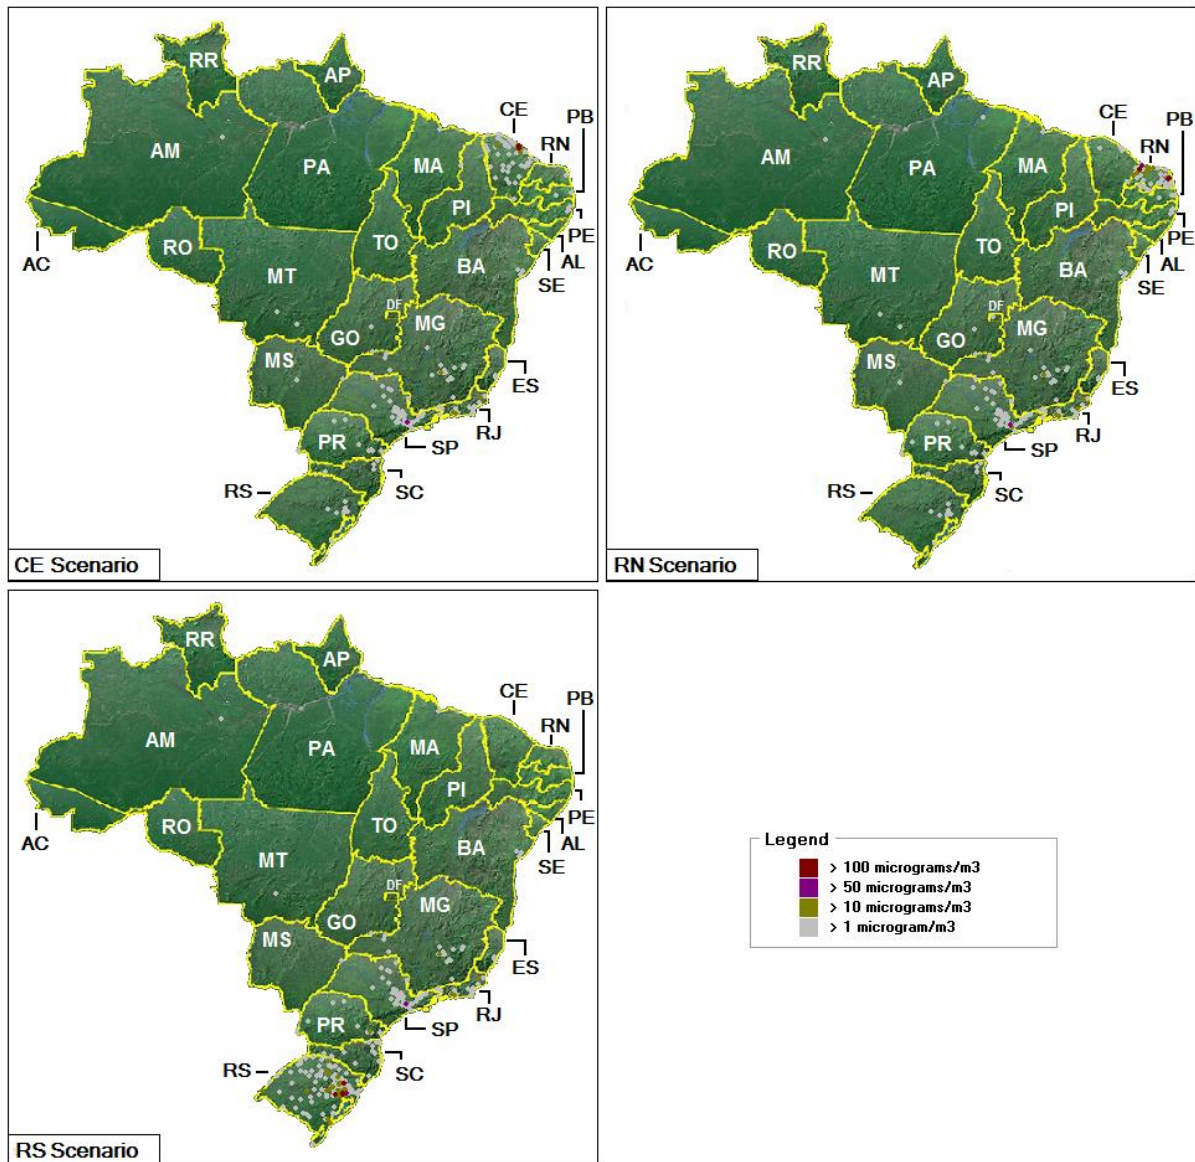 RR
AP
CE
PB
RN
AM
PA
MA
PI
TO
RO
PE
AL
AC
MT
BA
SE
DF
GO
MG
MS
ES
PR
RJ
SP
RS
SC
CE Scenario
RR
AP
CE
PB
RN
AM
PA
MA
PI
TO
RO
PE
AL
AC
MT
BA
SE
DF
GO
MG
MS
ES
PR
RJ
SP
RS
SC
RN Scenario
RR
AP
CE
PB
RN
AM
PA
MA
PI
TO
RO
PE
AL
AC
MT
BA
SE
DF
GO
MG
MS
ES
PR
RJ
SP
RS
SC
RS Scenario
Legend
> 100 micrograms/m3
> 50 micrograms/m3
> 10 micrograms/m3
> 1 microgram/m3